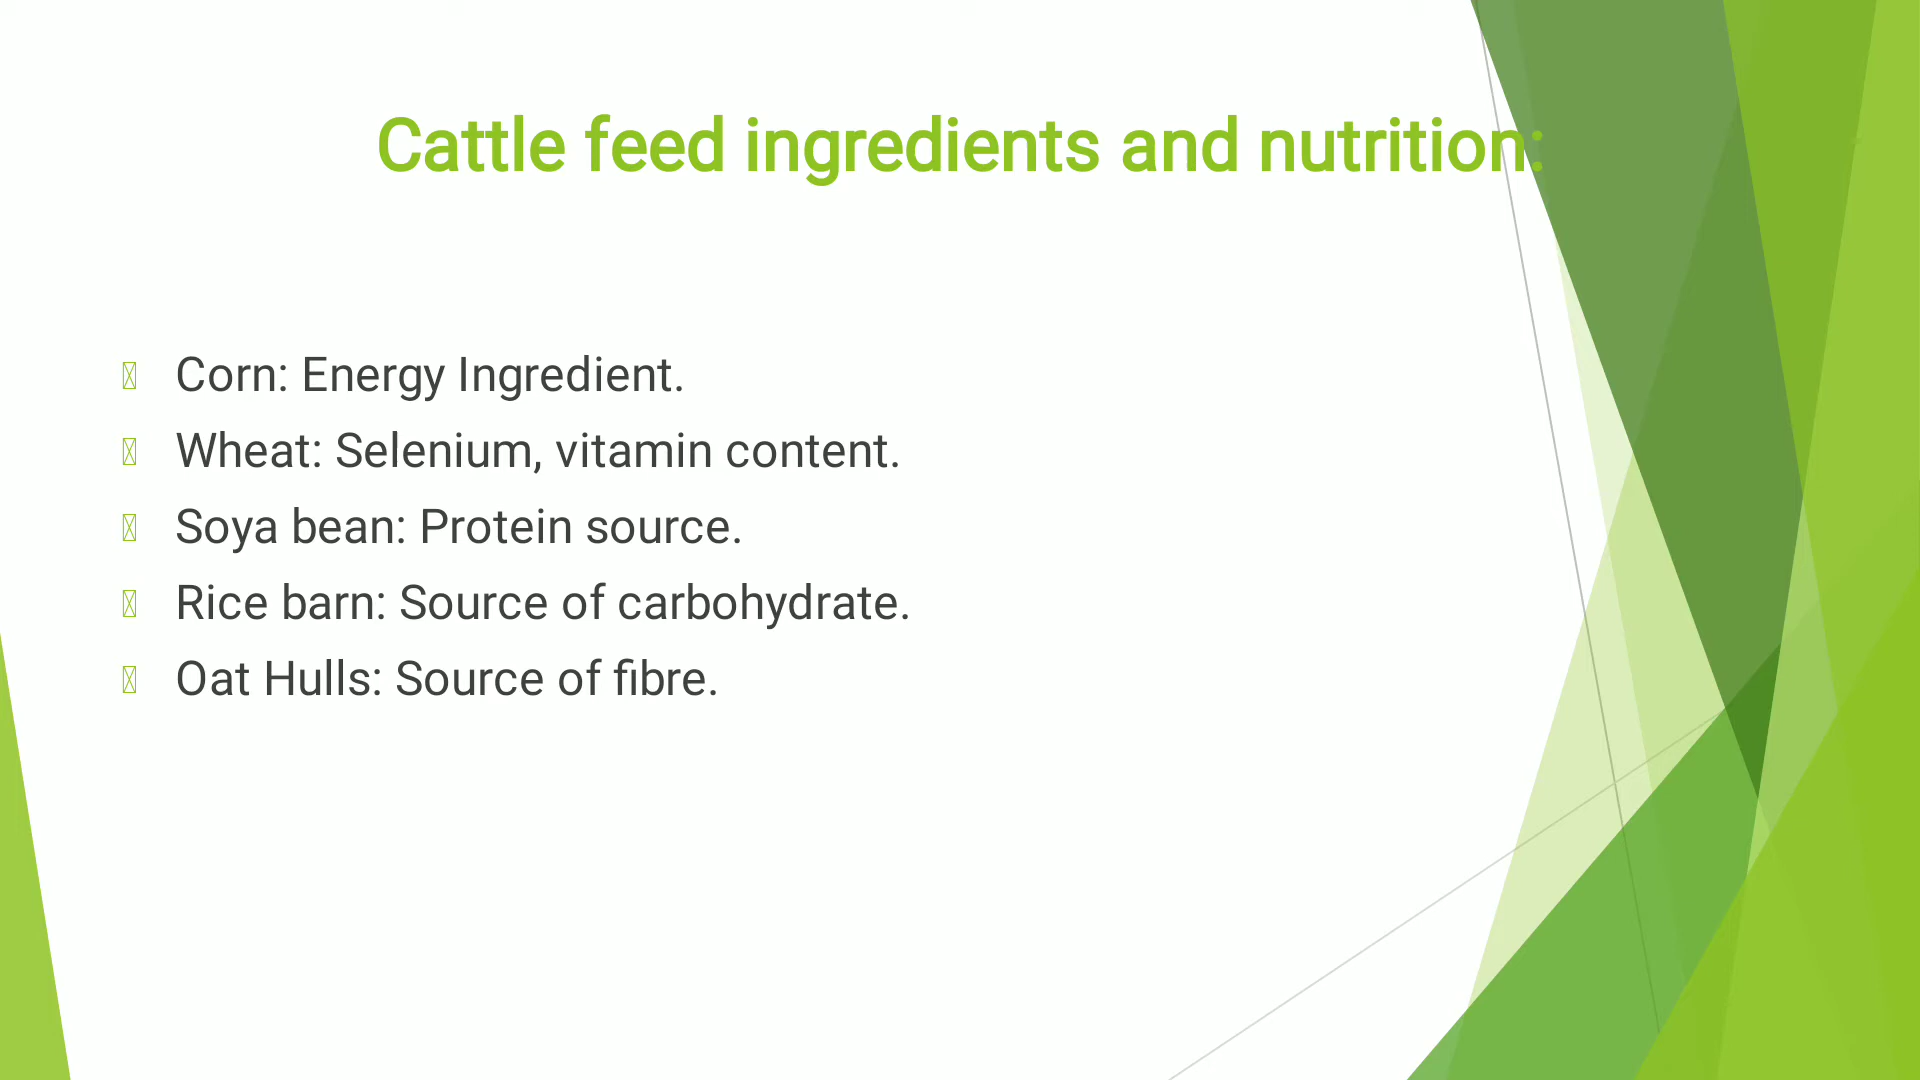 Cattle feed ingredients and nutrition:
Corn: Energy Ingredient.
Wheat: Selenium, vitamin content.
Soya bean: Protein source.
Rice barn: Source of carbohydrate.
Oat Hulls: Source of fibre.